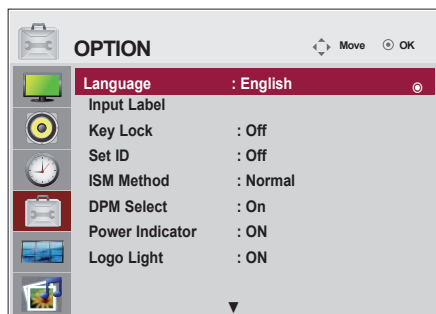 OPTION Move OK
Language : English
Input Label
Key Lock : Off
Set ID : Off
ISM Method : Normal
DPM Select : On
Power Indicator : ON
Logo Light : ON